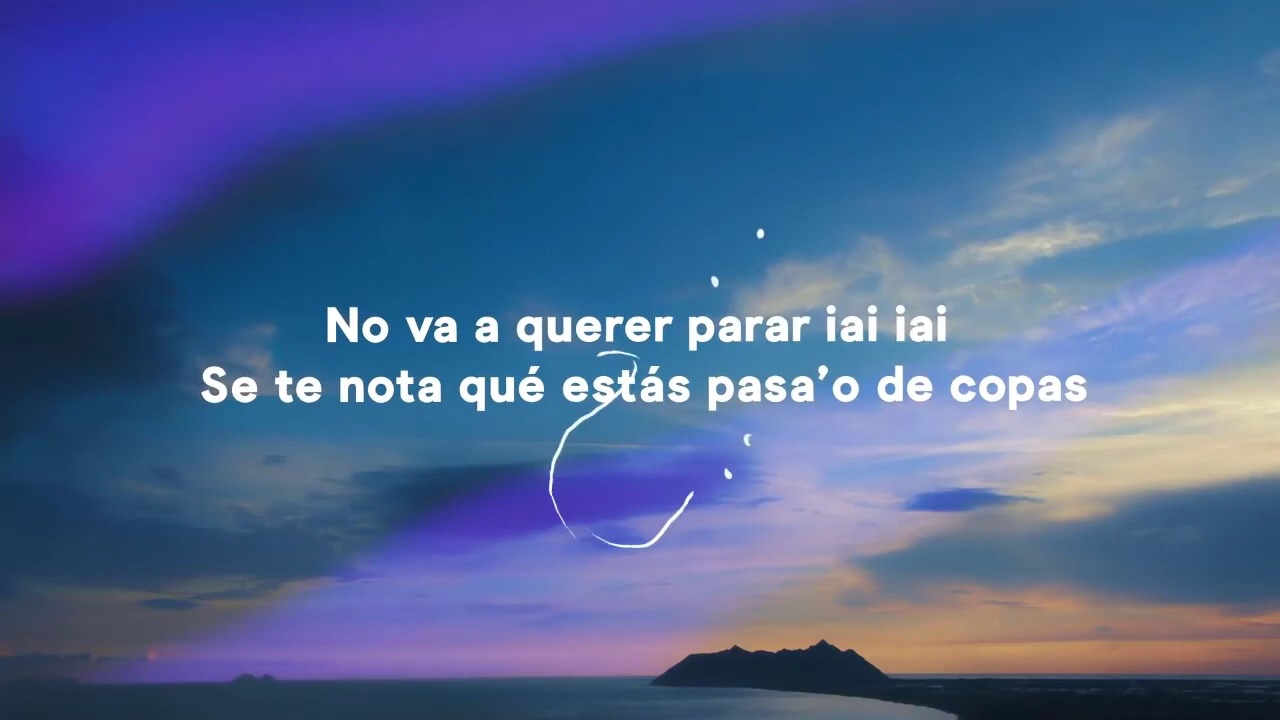 No va a querer parar iai iai
Se te nota qué estás pasa’o de copas